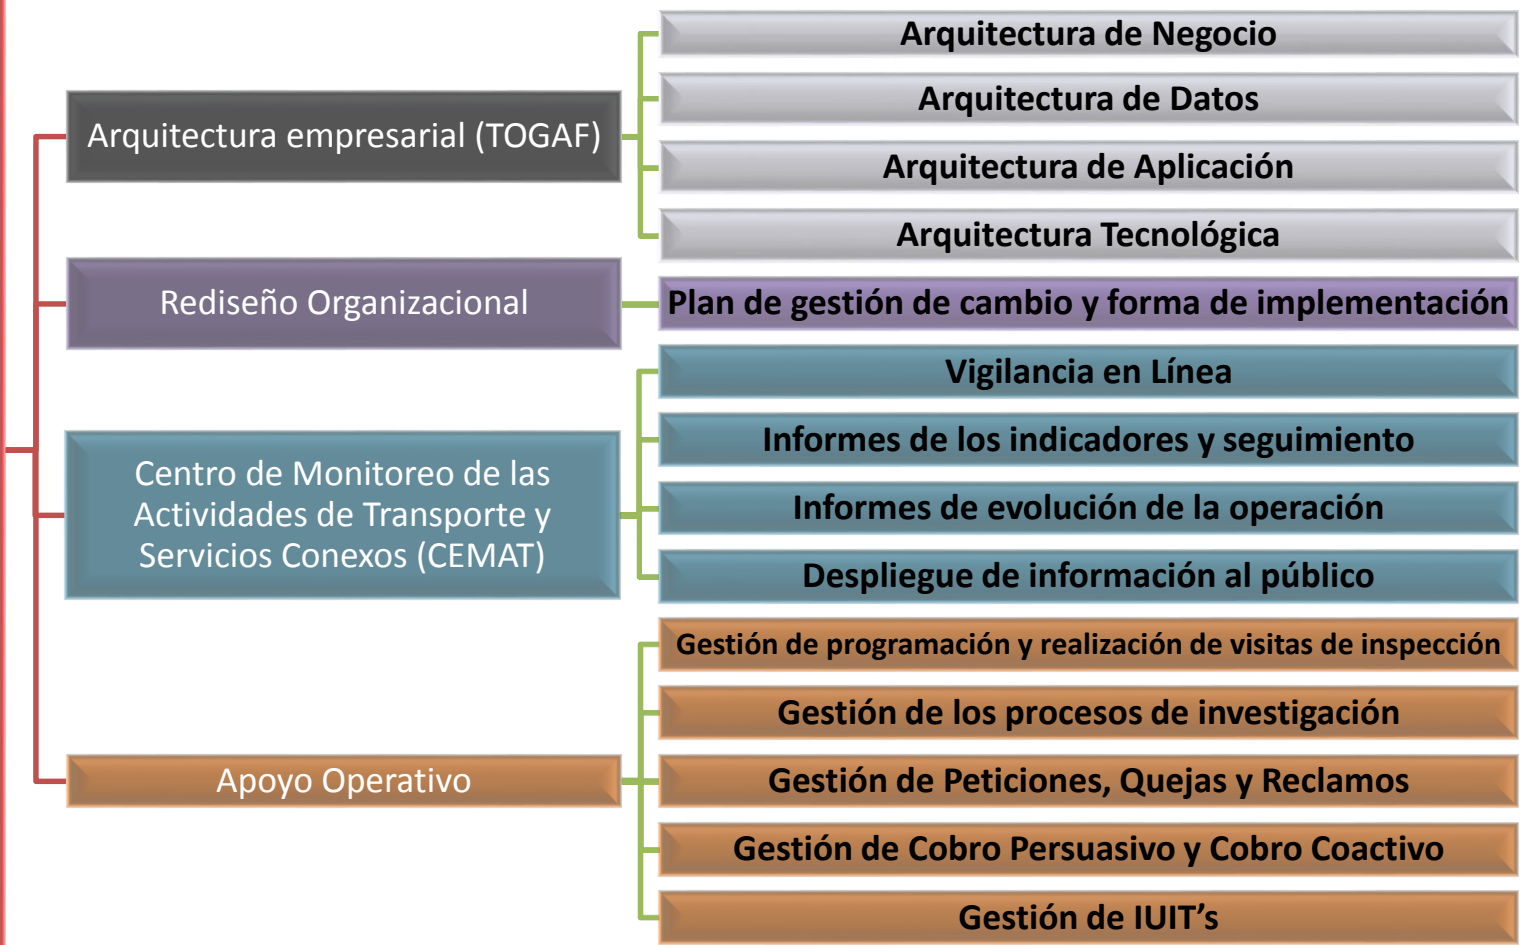 Arquitectura empresarial (TOGAF)
Arquitectura de Negocio
Arquitectura de Datos
Arquitectura de Aplicación
Arquitectura Tecnológica
Rediseño Organizacional
Plan de gestión de cambio y forma de implementación
Centro de Monitoreo de las
Actividades de Transporte y
Servicios Conexos (CEMAT)
Vigilancia en Línea
Informes de los indicadores y seguimiento
Informes de evolución de la operación
Despliegue de información al público
Apoyo Operativo
Gestión de programación y realización de visitas de inspección
Gestión de los procesos de investigación
Gestión de Peticiones, Quejas y Reclamos
Gestión de Cobro Persuasivo y Cobro Coactivo
Gestión de IUIT’s